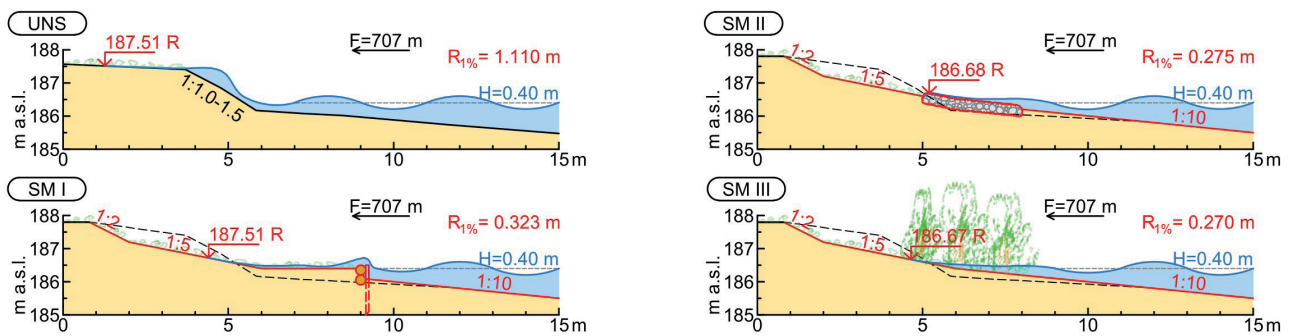 UNS
187.51 R
F=707 m
R1%= 1.110 m
H=0.40 m
1:1.0-1.5
m a.s.l.
188
187
186
185
0 5 10 15 m
SM II
186.68 R
F=707 m
R1%= 0.275 m
H=0.40 m
1:2
1:5
1:10
m a.s.l.
188
187
186
185
0 5 10 15 m
SM I
187.51 R
F=707 m
R1%= 0.323 m
H=0.40 m
1:2
1:5
1:10
m a.s.l.
188
187
186
185
0 5 10 15 m
SM III
186.67 R
F=707 m
R1%= 0.270 m
H=0.40 m
1:2
1:5
1:10
m a.s.l.
188
187
186
185
0 5 10 15 m